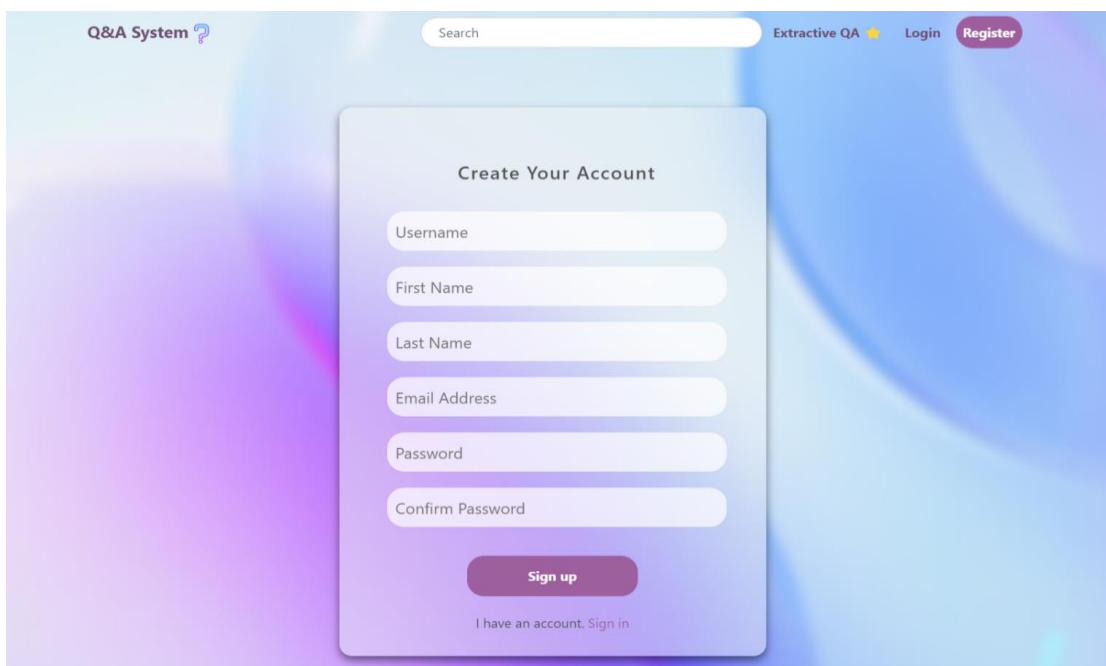 Q&A System
Search
Extractive QA
Login
Register
Create Your Account
Username
First Name
Last Name
Email Address
Password
Confirm Password
Sign up
I have an account. Sign in